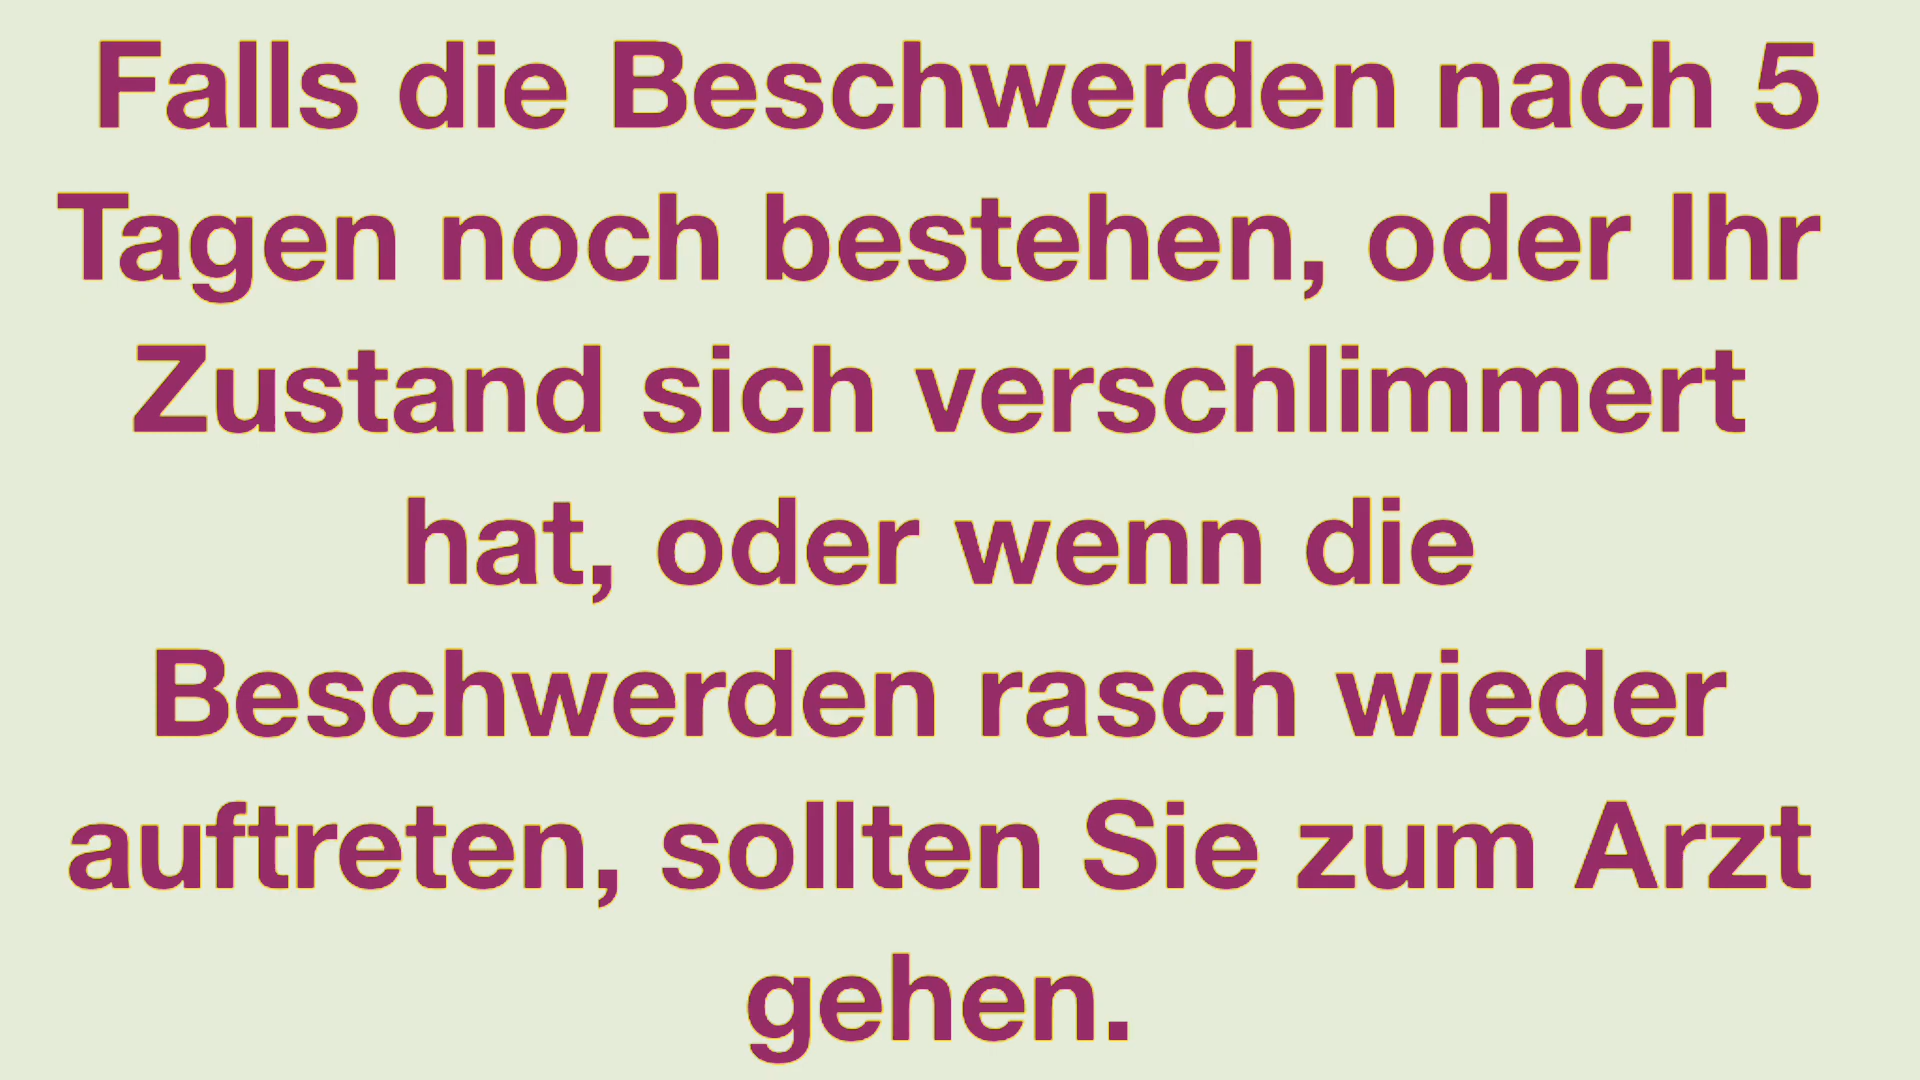 Falls die Beschwerden nach 5
Tagen noch bestehen, oder Ihr
Zustand sich verschlimmert
hat, oder wenn die
Beschwerden rasch wieder
auftreten, sollten Sie zum Arzt
gehen.